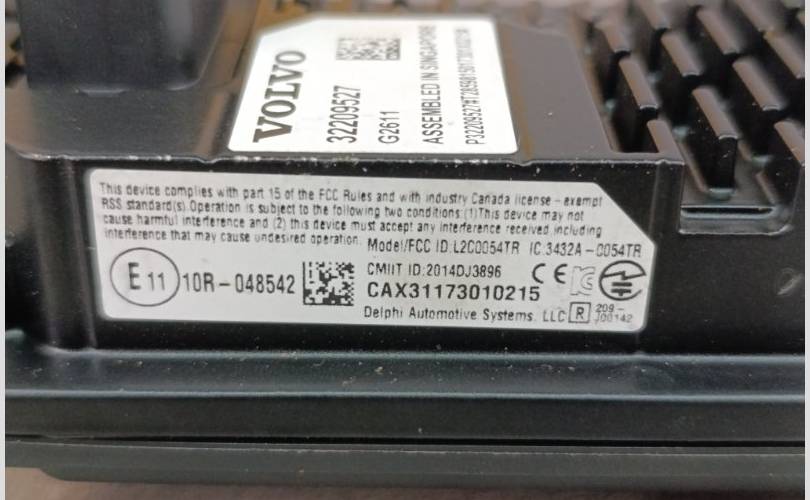 VOLVO
32209527
G2611
ASSEMBLED IN SINGAPORE
This device complies with part 15 of the FCC Rules and with industry Canada license - exempt
RSS standard(s). Operation is subject to the following two conditions: (1) This device may not
cause harmful interference and (2) this device must accept any interference received, including
interference that may cause undesired operation. Model/FCC ID:L2C0054TR IC:3432A-0054TR
E 11 10R-048542
CMIIT ID:2014DJ3896
CE
CAX31173010215
Delphi Automotive Systems. LLC R 209-
J00142